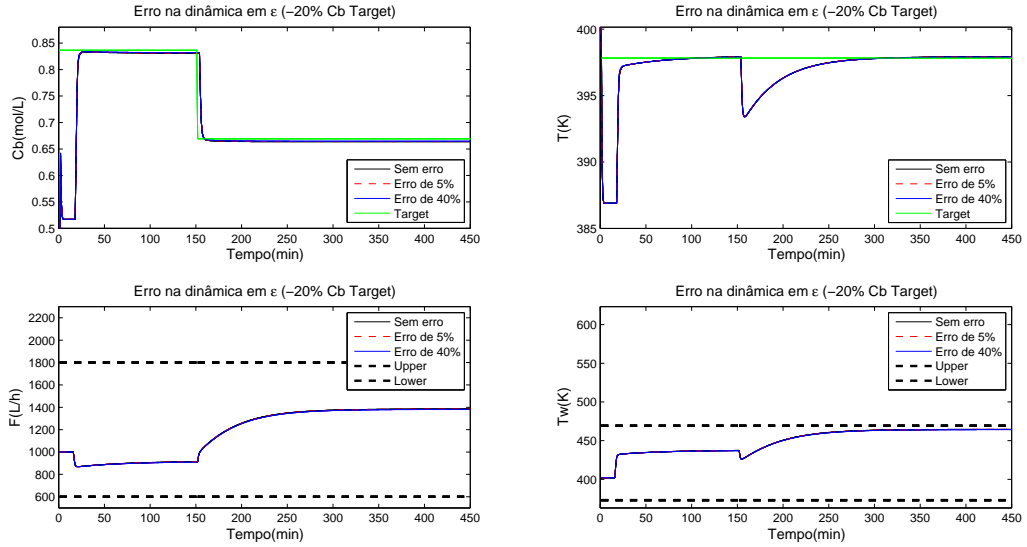 Erro na dinâmica em ε (−20% Cb Target)
0.85
0.8
0.75
0.7
0.65
0.6
0.55
0.5
Cb(mol/L)
0 50 100 150 200 250 300 350 400 450
Tempo(min)
Sem erro
Erro de 5%
Erro de 40%
Target
Erro na dinâmica em ε (−20% Cb Target)
400
395
390
385
T(K)
0 50 100 150 200 250 300 350 400 450
Tempo(min)
Sem erro
Erro de 5%
Erro de 40%
Target
Erro na dinâmica em ε (−20% Cb Target)
2200
2000
1800
1600
1400
1200
1000
800
600
F(L/h)
0 50 100 150 200 250 300 350 400 450
Tempo(min)
Sem erro
Erro de 5%
Erro de 40%
Upper
Lower
Erro na dinâmica em ε (−20% Cb Target)
600
550
500
450
400
Tw(K)
0 50 100 150 200 250 300 350 400 450
Tempo(min)
Sem erro
Erro de 5%
Erro de 40%
Upper
Lower